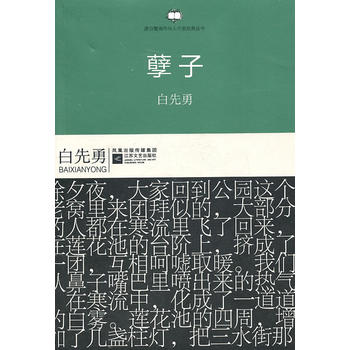 孽子
白先勇
白先勇
BAIXIANYONG
凤凰出版传媒集团
江苏文艺出版社
夕夜，大家回到公园这个
窝里来团拜似的，大部分
的人都在寒流里飞了回来，
在莲花池的台阶上，挤成了
一团，互相呵嘘取暖。
人鼻子嘴巴里喷出来的热气
在寒流中，化成了一道道
的白雾。莲花池的四周，增
了几盏柱灯，把三水街那